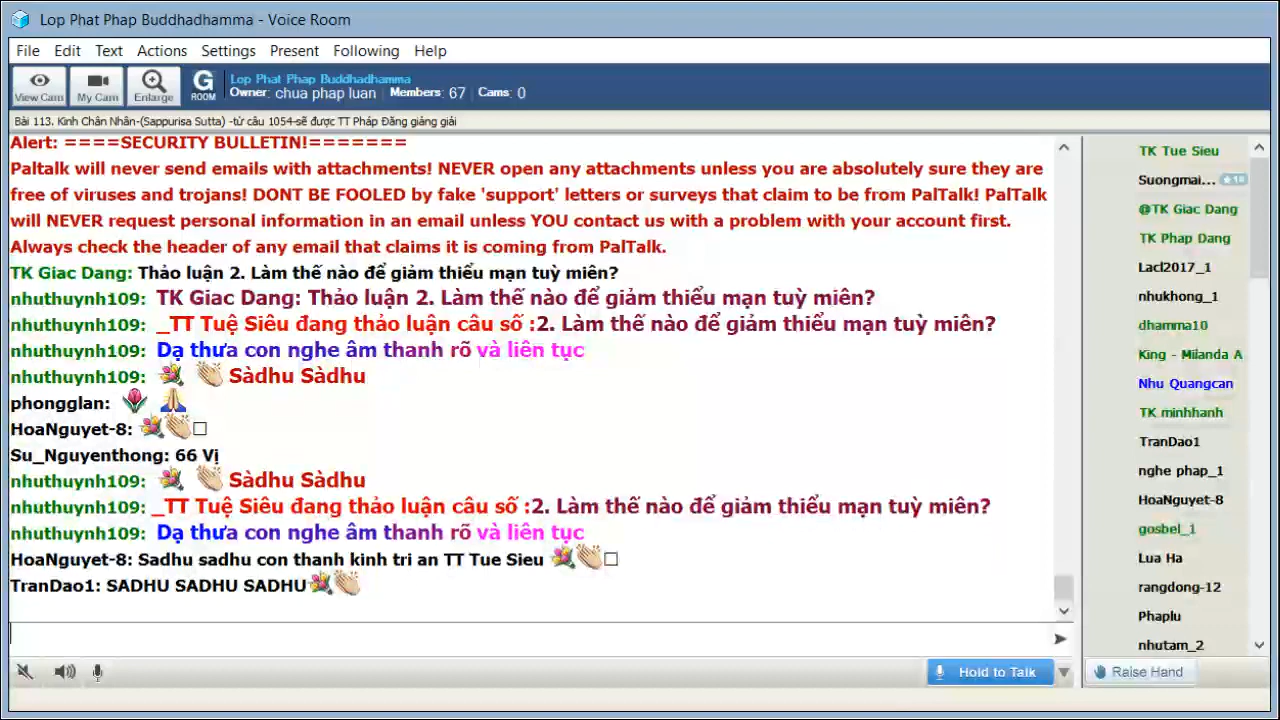 Lop Phat Phap Buddhadhamma - Voice Room
File Edit Text Actions Settings Present Following Help
View Cam My Cam Enlarge G ROOM
Lop Phat Phap Buddhadhamma
Owner: chua phap luan Members: 67 Cams: 0
Bài 113. Kinh Chân Nhân-(Sappurisa Sutta) -từ câu 1054-sẽ được TT Pháp Đăng giảng giải
Alert: ====SECURITY BULLETIN!=======
Paltalk will never send emails with attachments! NEVER open any attachments unless you are absolutely sure they are
free of viruses and trojans! DONT BE FOOLED by fake 'support' letters or surveys that claim to be from PalTalk! PalTalk
will NEVER request personal information in an email unless YOU contact us with a problem with your account first.
Always check the header of any email that claims it is coming from PalTalk.
TK Giac Dang: Thảo luận 2. Làm thế nào để giảm thiểu mạn tuỳ miên?
nhuthuynh109: TK Giac Dang: Thảo luận 2. Làm thế nào để giảm thiểu mạn tuỳ miên?
nhuthuynh109: _TT Tuệ Siêu đang thảo luận câu số :2. Làm thế nào để giảm thiểu mạn tuỳ miên?
nhuthuynh109: Dạ thưa con nghe âm thanh rõ và liên tục
nhuthuynh109: Sàdhu Sàdhu
phongglan:
HoaNguyet-8:
Su_Nguyenthong: 66 Vị
nhuthuynh109: Sàdhu Sàdhu
nhuthuynh109: _TT Tuệ Siêu đang thảo luận câu số :2. Làm thế nào để giảm thiểu mạn tuỳ miên?
nhuthuynh109: Dạ thưa con nghe âm thanh rõ và liên tục
HoaNguyet-8: Sadhu sadhu con thanh kinh tri an TT Tue Sieu
TranDao1: SADHU SADHU SADHU
TK Tue Sieu
Suongmai... 18
@TK Giac Dang
TK Phap Dang
Lacl2017_1
nhukhong_1
dhamma10
King - Milanda A
Nhu Quangcan
TK minhhanh
TranDao1
nghe phap_1
HoaNguyet-8
gosbel_1
Lua Ha
rangdong-12
Phaplu
nhutam_2
Hold to Talk
Raise Hand